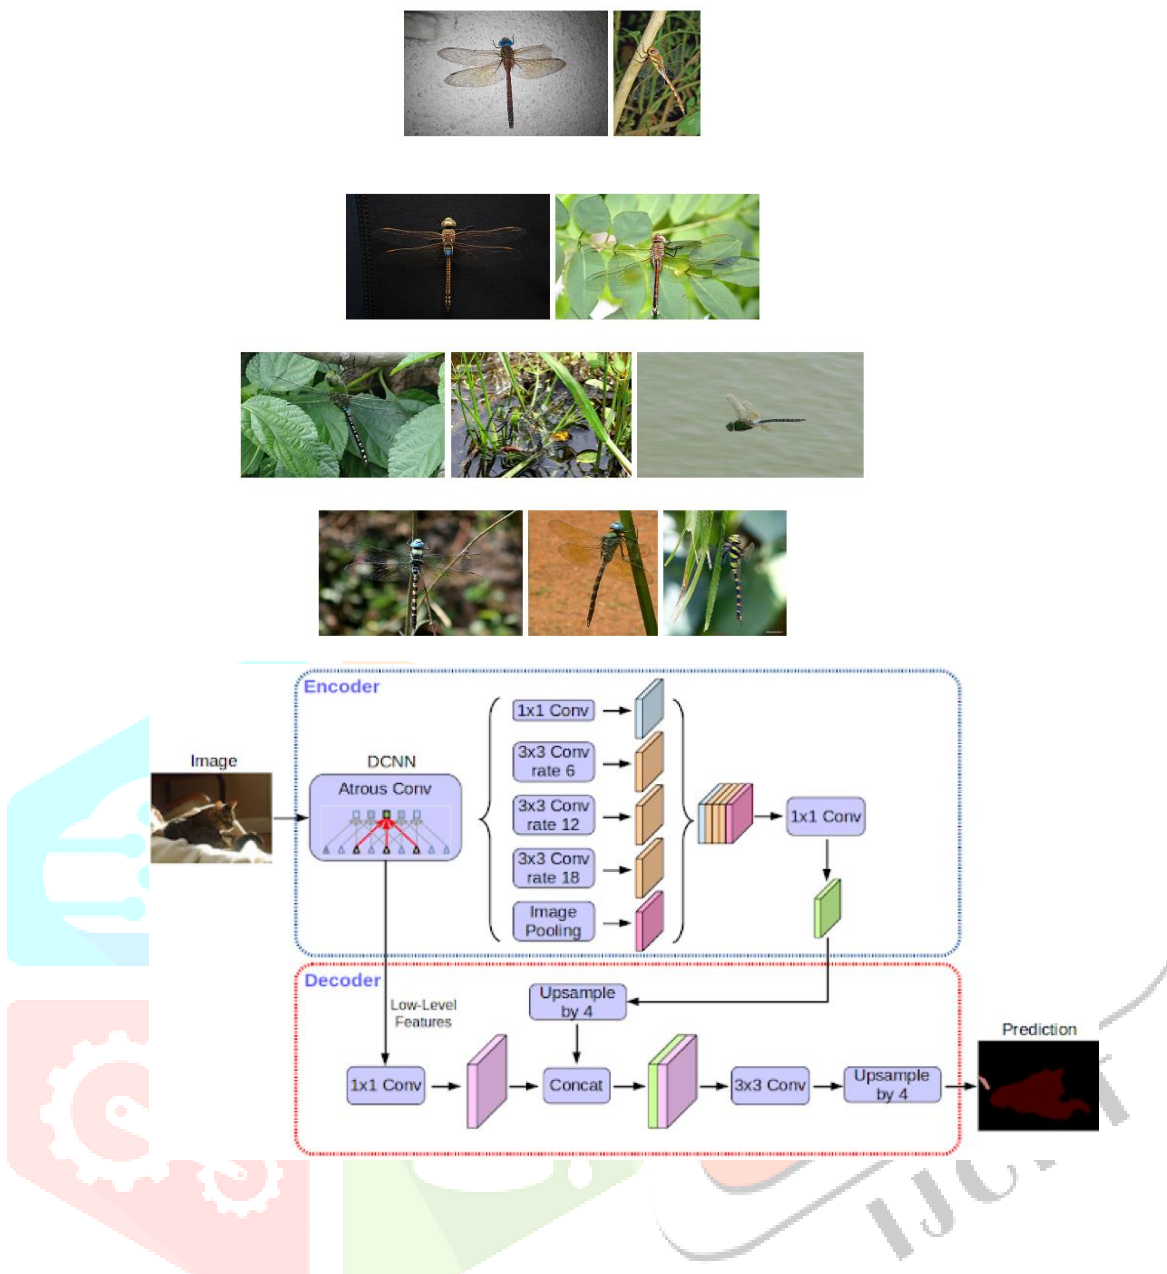 Encoder
Image
DCNN
Atrous Conv
1x1 Conv
3x3 Conv
rate 6
3x3 Conv
rate 12
3x3 Conv
rate 18
Image
Pooling
1x1 Conv
Decoder
Low-Level
Features
Upsample
by 4
1x1 Conv
Concat
3x3 Conv
Upsample
by 4
Prediction